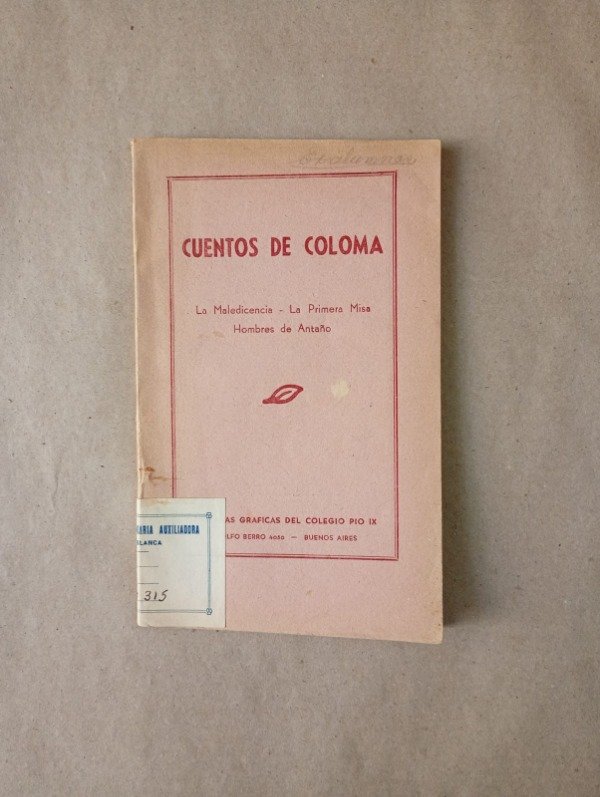 CUENTOS DE COLOMA
La Maledicencia - La Primera Misa
Hombres de Antaño
AS GRAFICAS DEL COLEGIO PIO IX
LFO BERRO 4050 — BUENOS AIRES
ARIA AUXILIADORA
LANCA
315